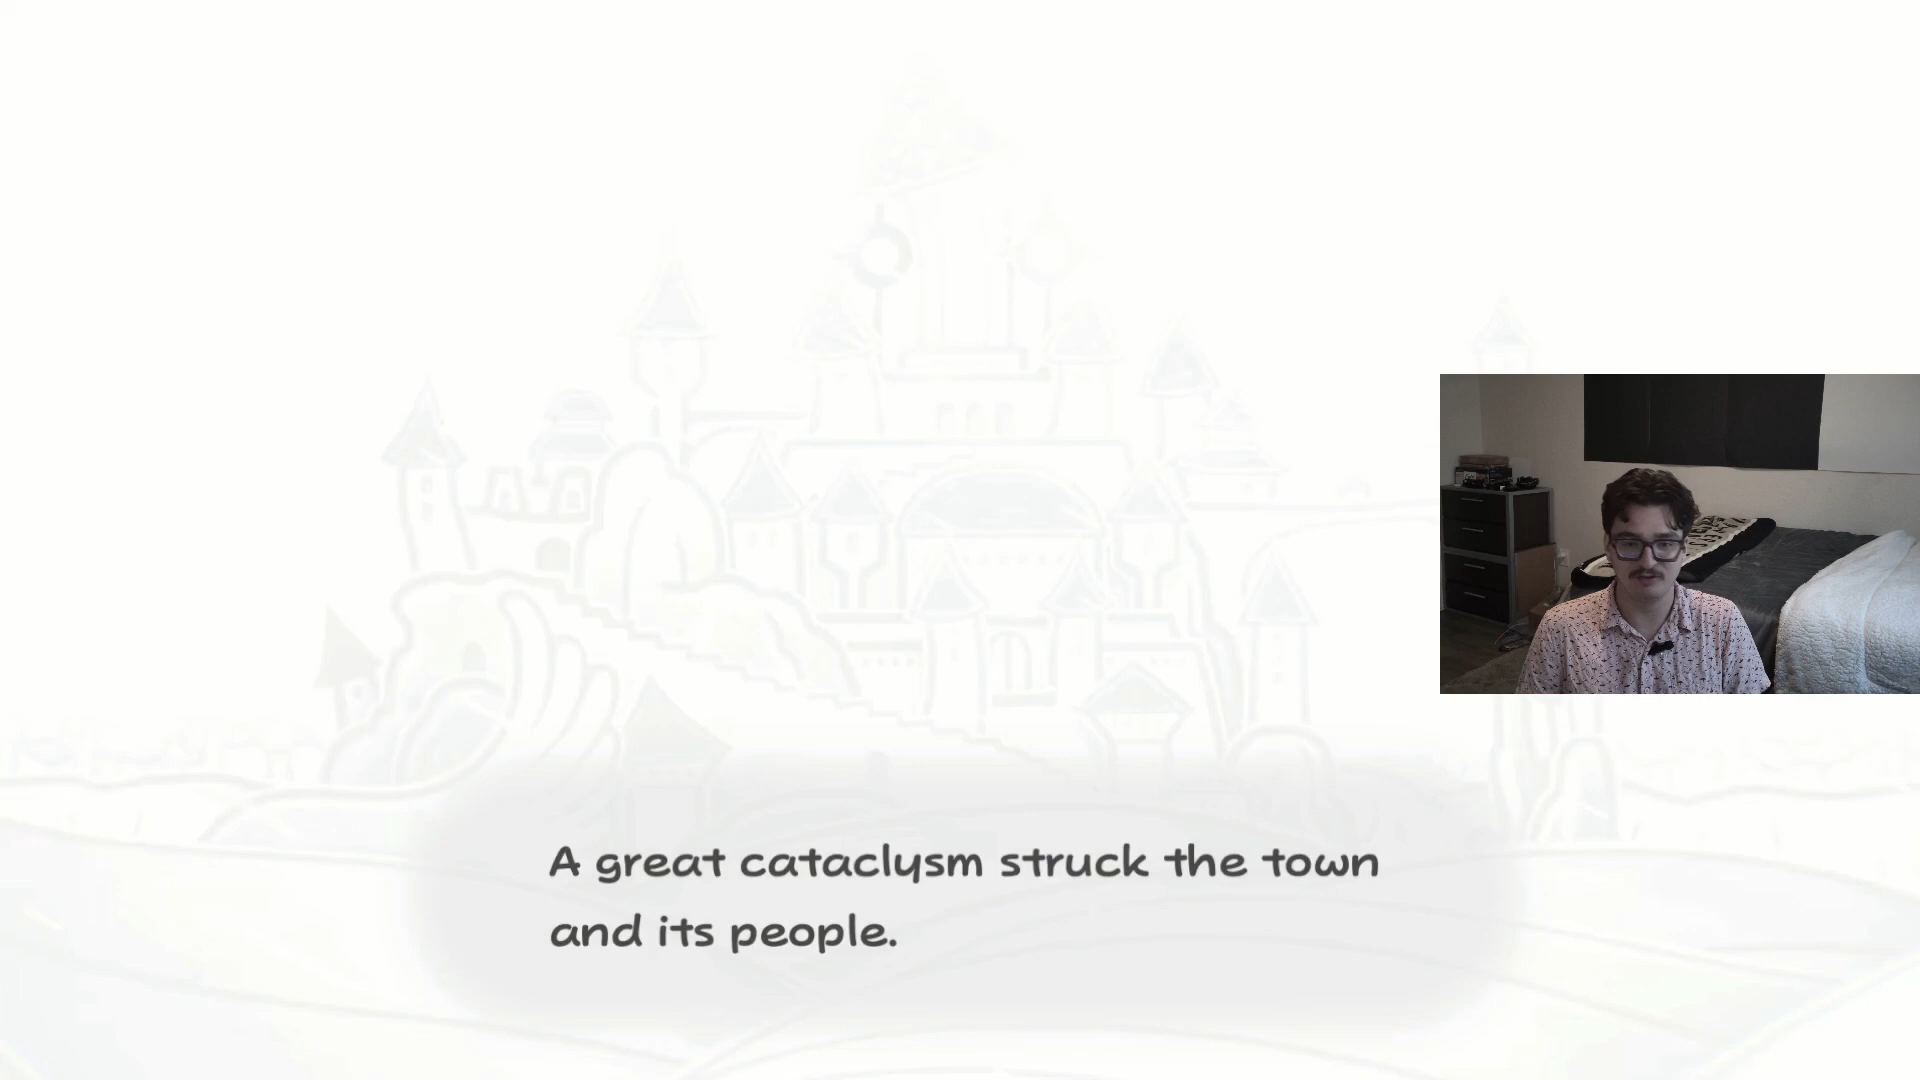 A great cataclysm struck the town
and its people.